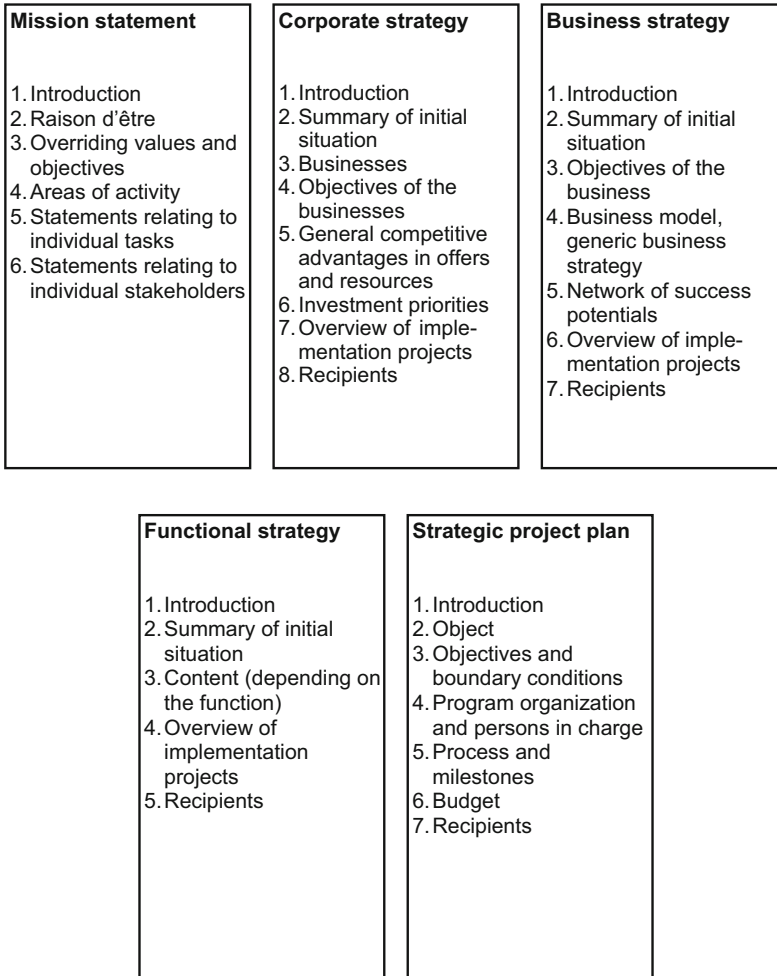 Mission statement
1. Introduction
2. Raison d’être
3. Overriding values and
objectives
4. Areas of activity
5. Statements relating to
individual tasks
6. Statements relating to
individual stakeholders
Corporate strategy
1. Introduction
2. Summary of initial
situation
3. Businesses
4. Objectives of the
businesses
5. General competitive
advantages in offers
and resources
6. Investment priorities
7. Overview of imple-
mentation projects
8. Recipients
Business strategy
1. Introduction
2. Summary of initial
situation
3. Objectives of the
business
4. Business model,
generic business
strategy
5. Network of success
potentials
6. Overview of imple-
mentation projects
7. Recipients
Functional strategy
1. Introduction
2. Summary of initial
situation
3. Content (depending on
the function)
4. Overview of
implementation
projects
5. Recipients
Strategic project plan
1. Introduction
2. Object
3. Objectives and
boundary conditions
4. Program organization
and persons in charge
5. Process and
milestones
6. Budget
7. Recipients